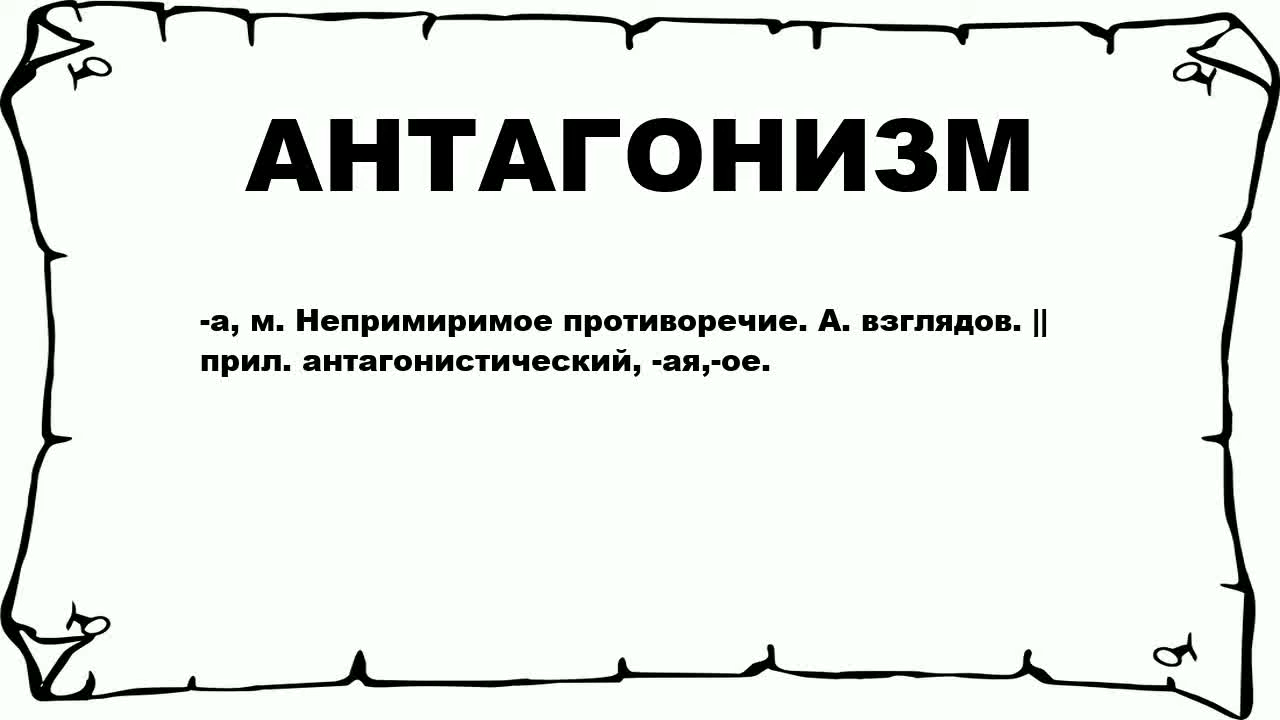 АНТАГОНИЗМ
-а, м. Непримиримое противоречие. А. взглядов. ||
прил. антагонистический, -ая,-ое.